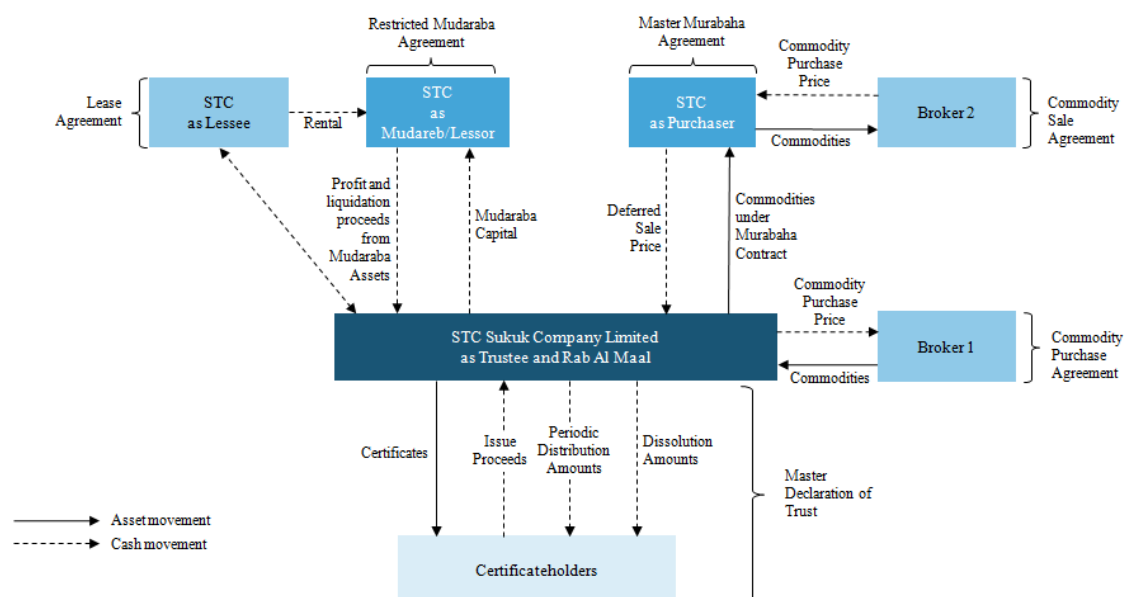 Restricted Mudaraba
Agreement
Master Murabaha
Agreement
Commodity
Purchase
Price
Lease
Agreement
STC
as Lessee
Rental
STC
as
Mudareb/Lessor
STC
as Purchaser
Commodities
Broker 2
Commodity
Sale
Agreement
Profit and
liquidation
proceeds
from
Mudaraba
Assets
Mudaraba
Capital
Deferred
Sale
Price
Commodities
under
Murabaha
Contract
Commodity
Purchase
Price
STC Sukuk Company Limited
as Trustee and Rab Al Maal
Commodities
Broker 1
Commodity
Purchase
Agreement
Certificates
Issue
Proceeds
Periodic
Distribution
Amounts
Dissolution
Amounts
Master
Declaration of
Trust
Asset movement
Cash movement
Certificateholders